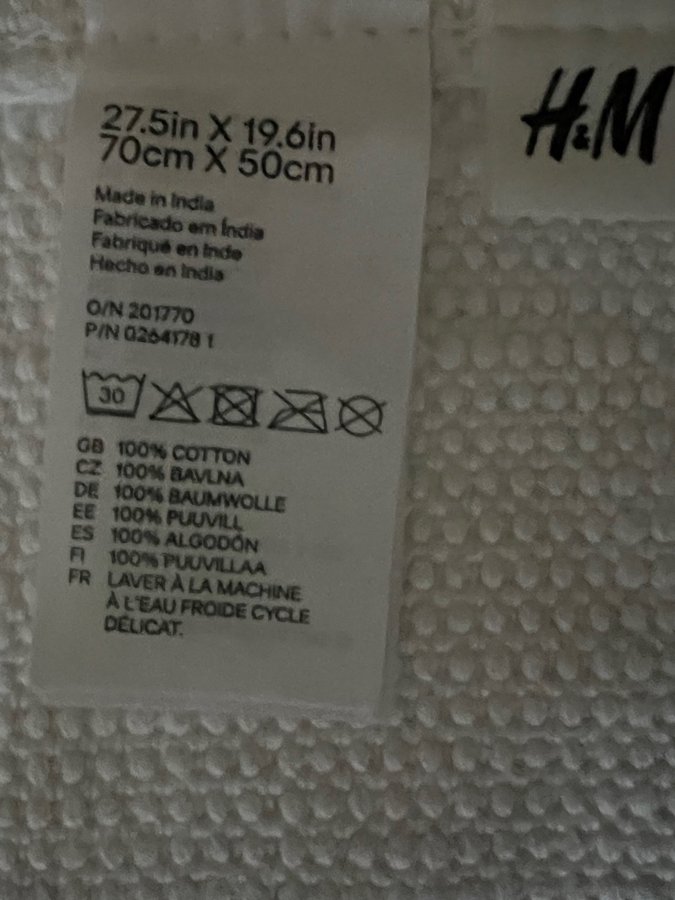 27.5in X 19.6in
70cm X 50cm
Made in India
Fabricado em Índia
Fabriqué en Inde
Hecho en India
O/N 201770
P/N 0264178 1
30
GB 100% COTTON
CZ 100% BAVLNA
DE 100% BAUMWOLLE
EE 100% PUUVILL
ES 100% ALGODÓN
FI 100% PUUVILLAA
FR LAVER À LA MACHINE
À L'EAU FROIDE CYCLE
DÉLICAT.
H&M